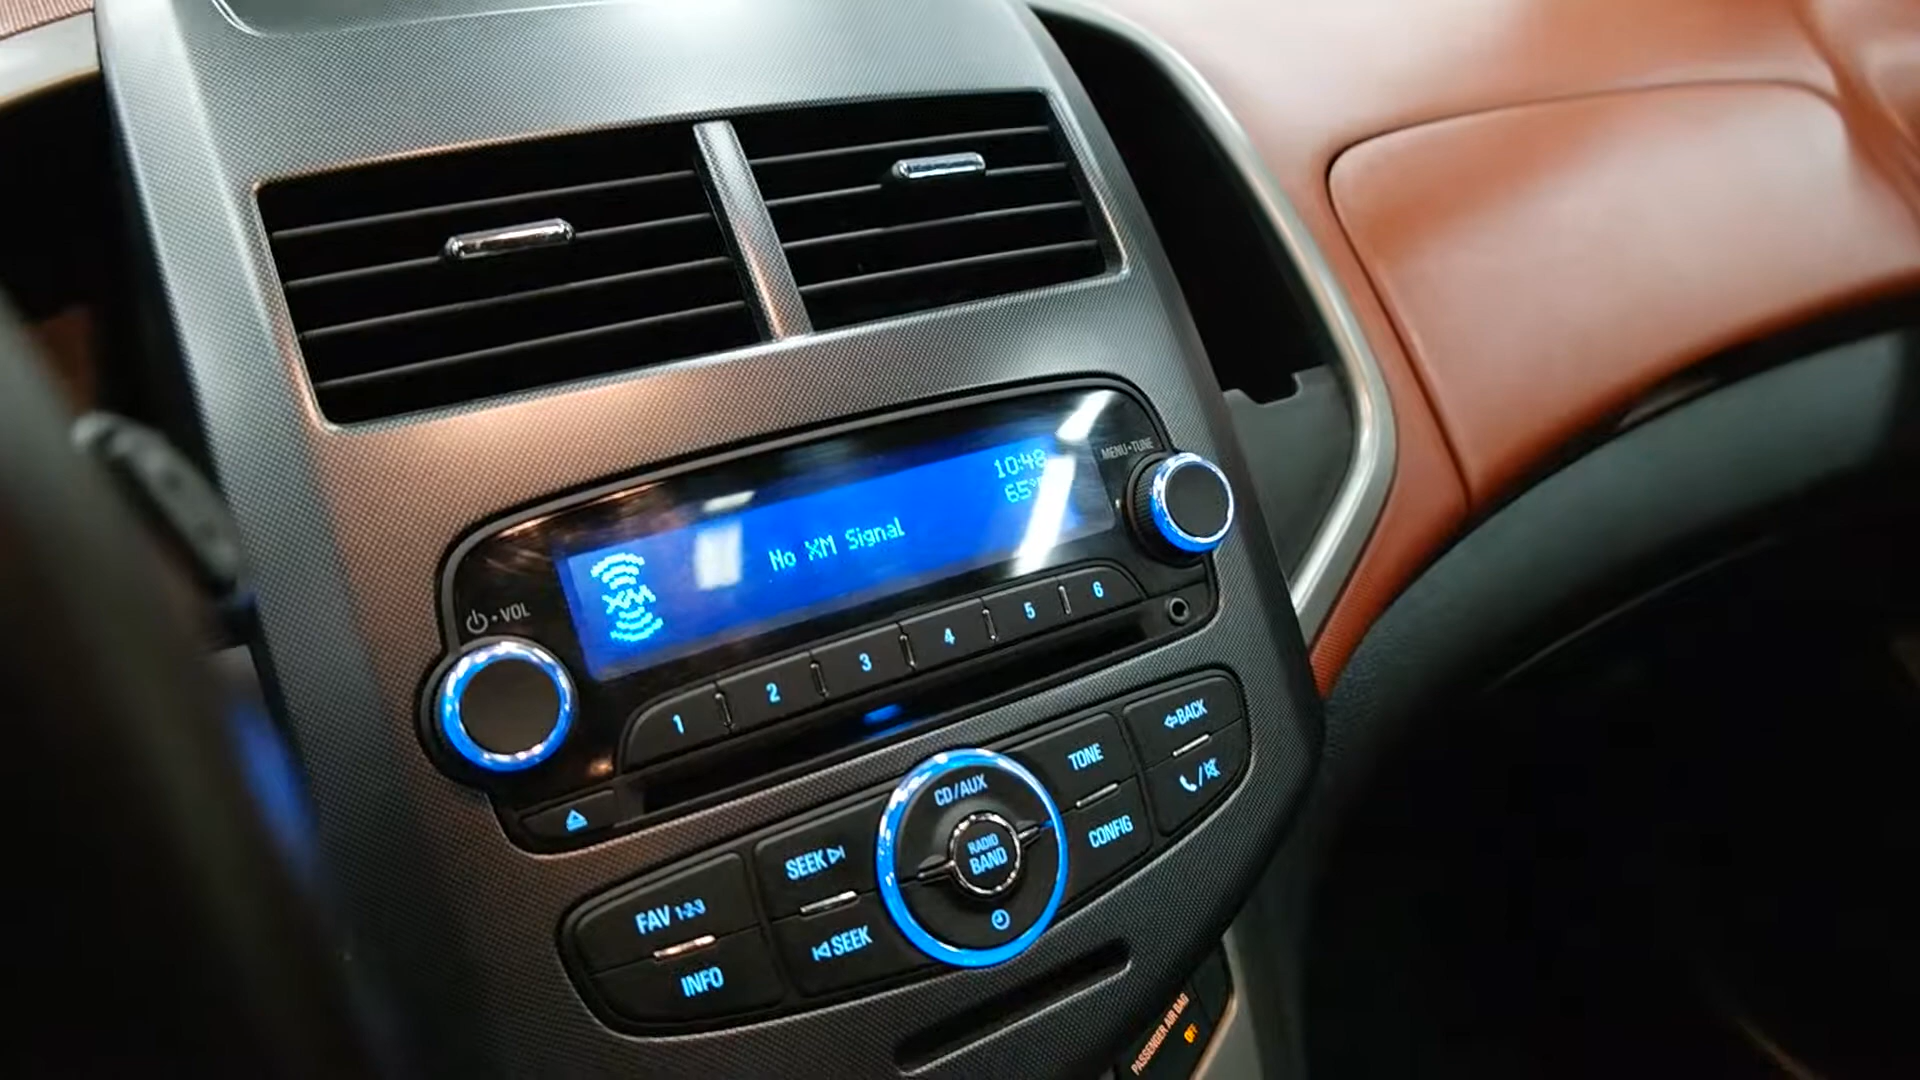 MENU•TUNE
10:48
65°F
No XM Signal
XM
• VOL
1 2 3 4 5 6
BACK
TONE
CD/AUX
CONFIG
RADIO
BAND
SEEK
SEEK
FAV 1-2-3
INFO
PASSENGER AIR BAG
OFF